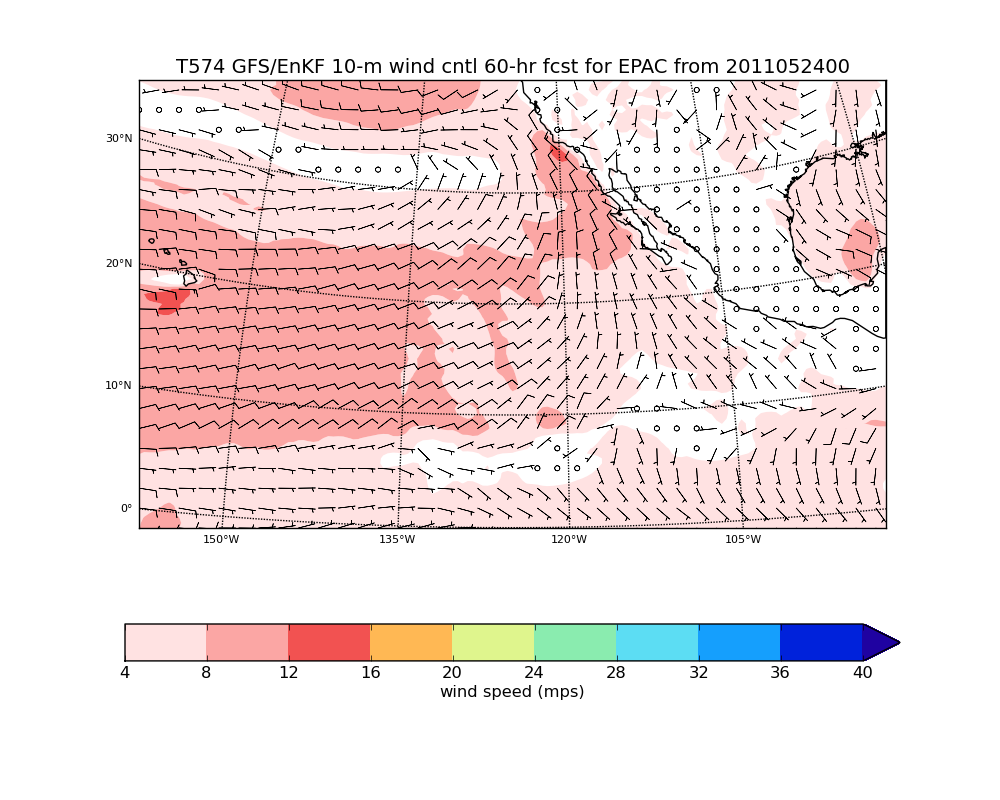 T574 GFS/EnKF 10-m wind cntl 60-hr fcst for EPAC from 2011052400
30°N
20°N
10°N
0°
150°W 135°W 120°W 105°W
4 8 12 16 20 24 28 32 36 40
wind speed (mps)